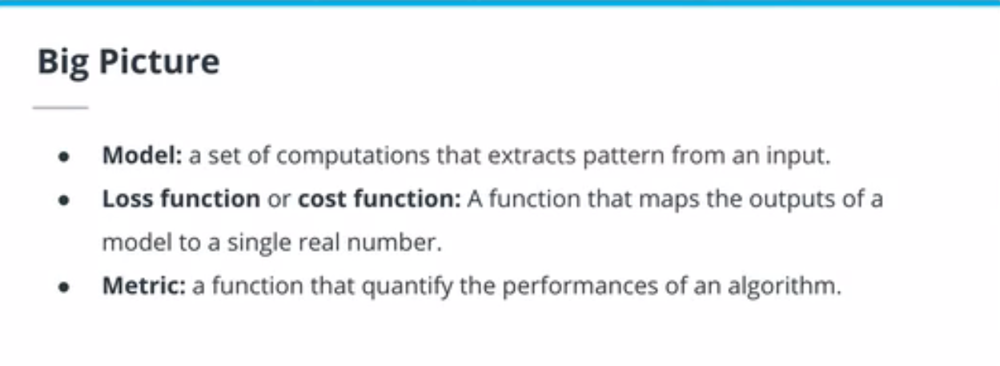 Big Picture
● Model: a set of computations that extracts pattern from an input.
● Loss function or cost function: A function that maps the outputs of a
model to a single real number.
● Metric: a function that quantify the performances of an algorithm.